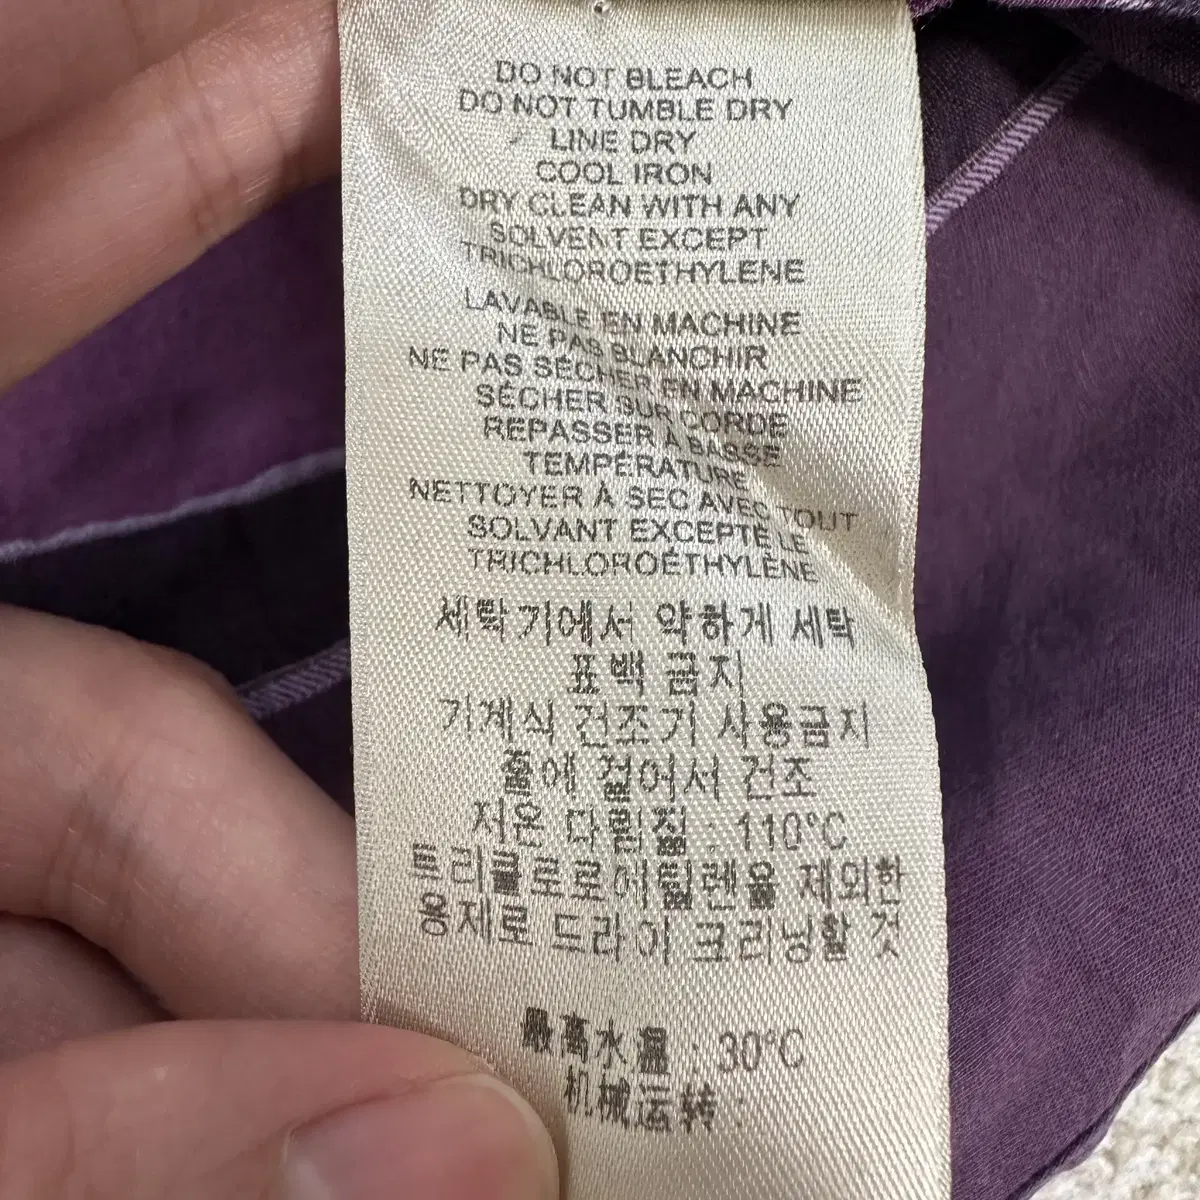 DO NOT BLEACH
DO NOT TUMBLE DRY
LINE DRY
COOL IRON
DRY CLEAN WITH ANY
SOLVENT EXCEPT
TRICHLOROETHYLENE
LAVABLE EN MACHINE
NE PAS BLANCHIR
NE PAS SÉCHER EN MACHINE
SÉCHER SUR CORDE
REPASSER À BASSE
TEMPÉRATURE
NETTOYER À SEC AVEC TOUT
SOLVANT EXCEPTÉ LE
TRICHLOROÉTHYLÈNE
세탁기에서 약하게 세탁
표백 금지
기계식 건조기 사용금지
줄에 걸어서 건조
저온 다림질 : 110°C
트리클로로에틸렌을 제외한
용제로 드라이 크리닝할 것
最高水温 : 30°C
机械运转 :